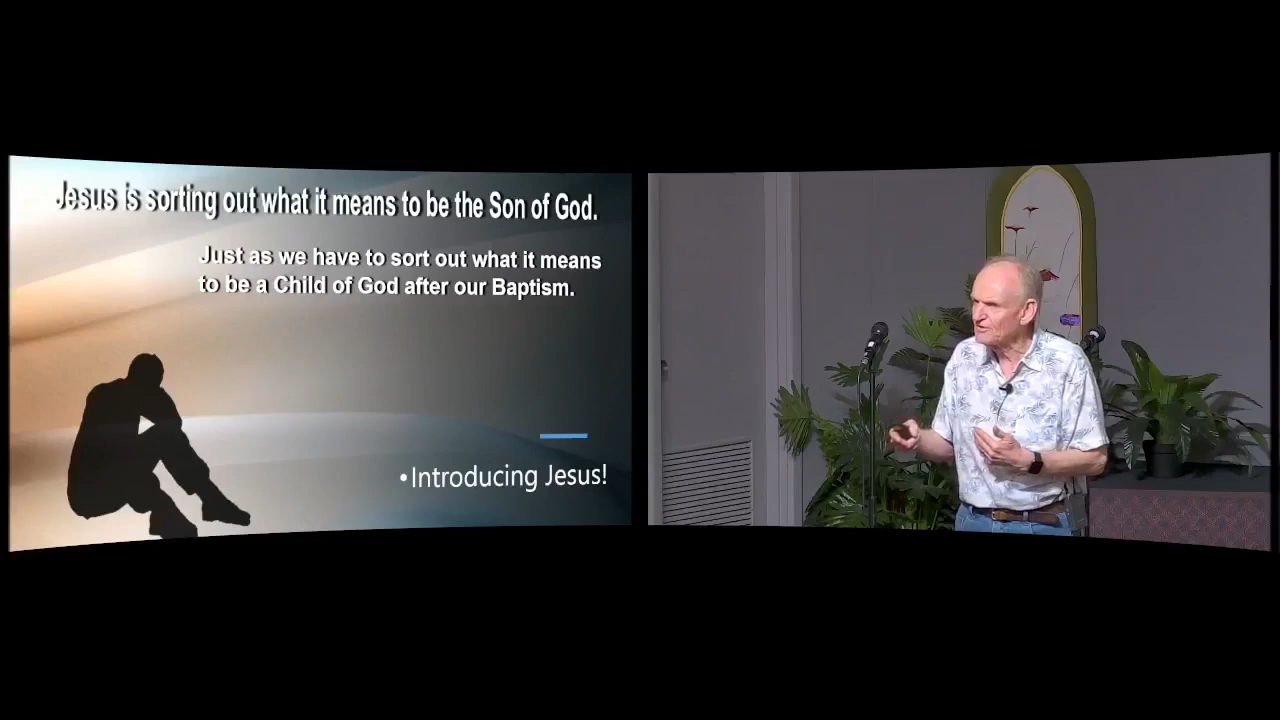 Jesus is sorting out what it means to be the Son of God.
Just as we have to sort out what it means
to be a Child of God after our Baptism.
•Introducing Jesus!